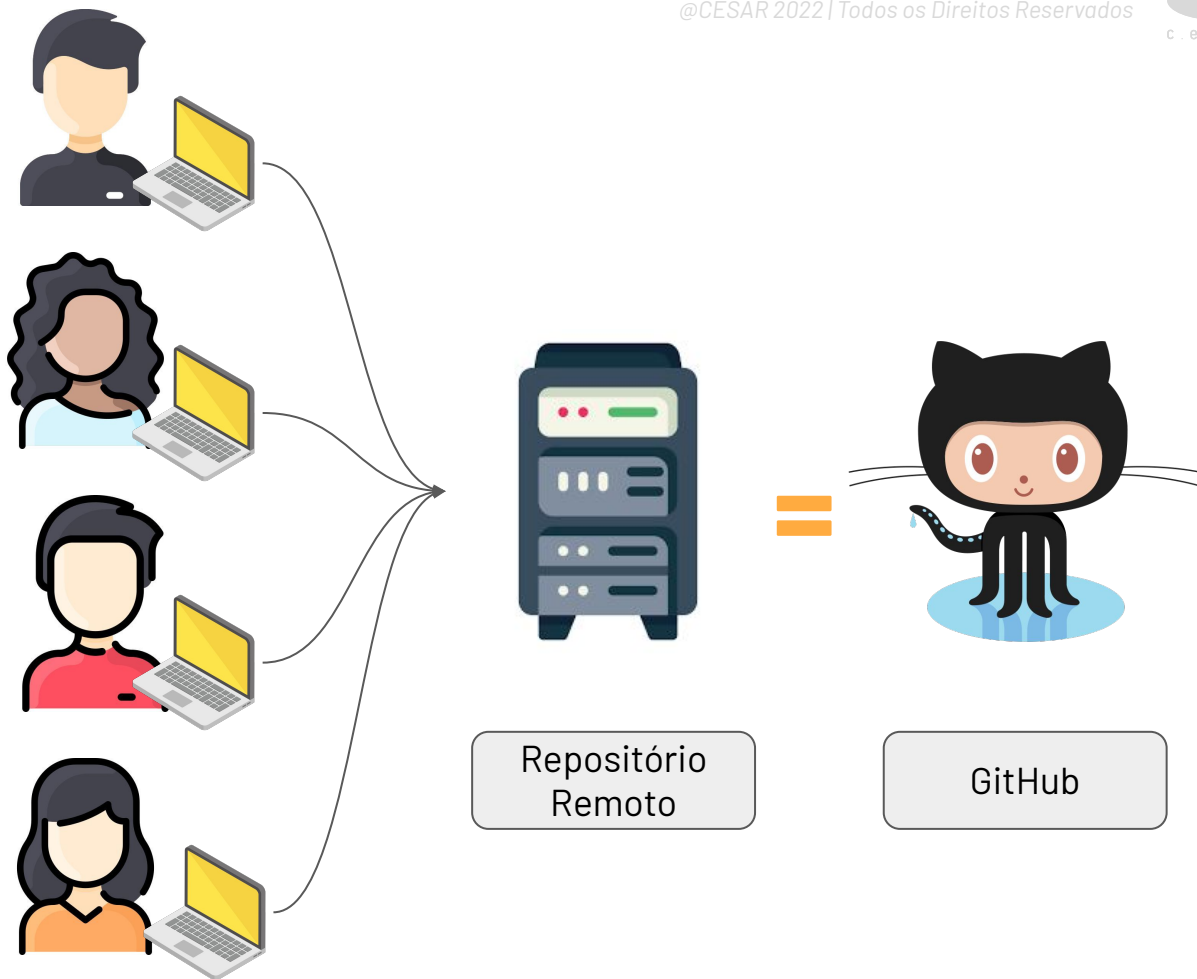 @CESAR 2022 | Todos os Direitos Reservados
c . e
Repositório
Remoto
GitHub